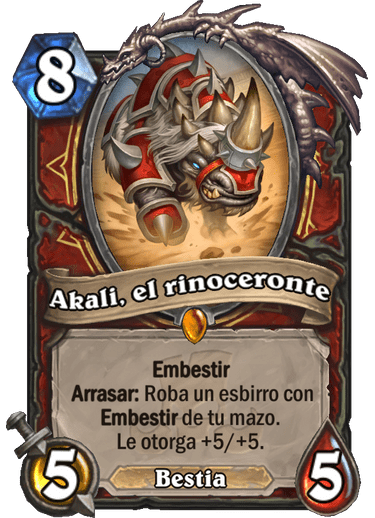 8
Akali, el rinoceronte
Embestir
Arrasar: Roba un esbirro con
Embestir de tu mazo.
Le otorga +5/+5.
5
Bestia
5